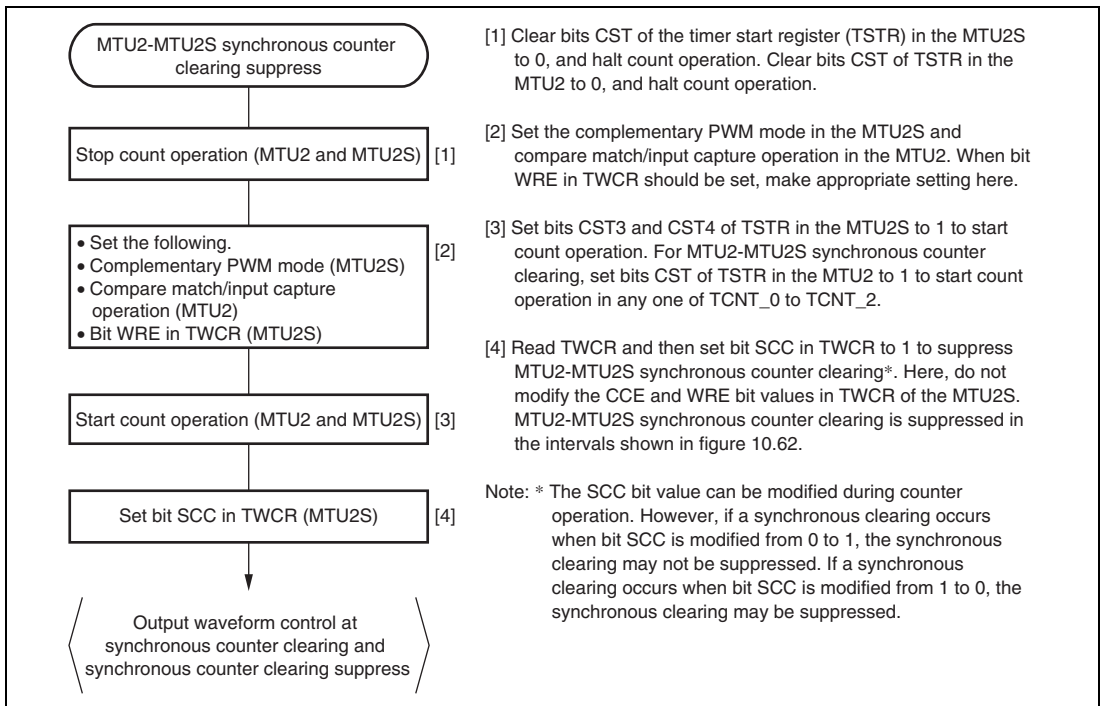 MTU2-MTU2S synchronous counter
clearing suppress
Stop count operation (MTU2 and MTU2S)
[1]
• Set the following.
• Complementary PWM mode (MTU2S)
• Compare match/input capture
operation (MTU2)
• Bit WRE in TWCR (MTU2S)
[2]
Start count operation (MTU2 and MTU2S)
[3]
Set bit SCC in TWCR (MTU2S)
[4]
Output waveform control at
synchronous counter clearing and
synchronous counter clearing suppress
[1] Clear bits CST of the timer start register (TSTR) in the MTU2S
to 0, and halt count operation. Clear bits CST of TSTR in the
MTU2 to 0, and halt count operation.
[2] Set the complementary PWM mode in the MTU2S and
compare match/input capture operation in the MTU2. When bit
WRE in TWCR should be set, make appropriate setting here.
[3] Set bits CST3 and CST4 of TSTR in the MTU2S to 1 to start
count operation. For MTU2-MTU2S synchronous counter
clearing, set bits CST of TSTR in the MTU2 to 1 to start count
operation in any one of TCNT_0 to TCNT_2.
[4] Read TWCR and then set bit SCC in TWCR to 1 to suppress
MTU2-MTU2S synchronous counter clearing*. Here, do not
modify the CCE and WRE bit values in TWCR of the MTU2S.
MTU2-MTU2S synchronous counter clearing is suppressed in
the intervals shown in figure 10.62.
Note: * The SCC bit value can be modified during counter
operation. However, if a synchronous clearing occurs
when bit SCC is modified from 0 to 1, the synchronous
clearing may not be suppressed. If a synchronous
clearing occurs when bit SCC is modified from 1 to 0, the
synchronous clearing may be suppressed.